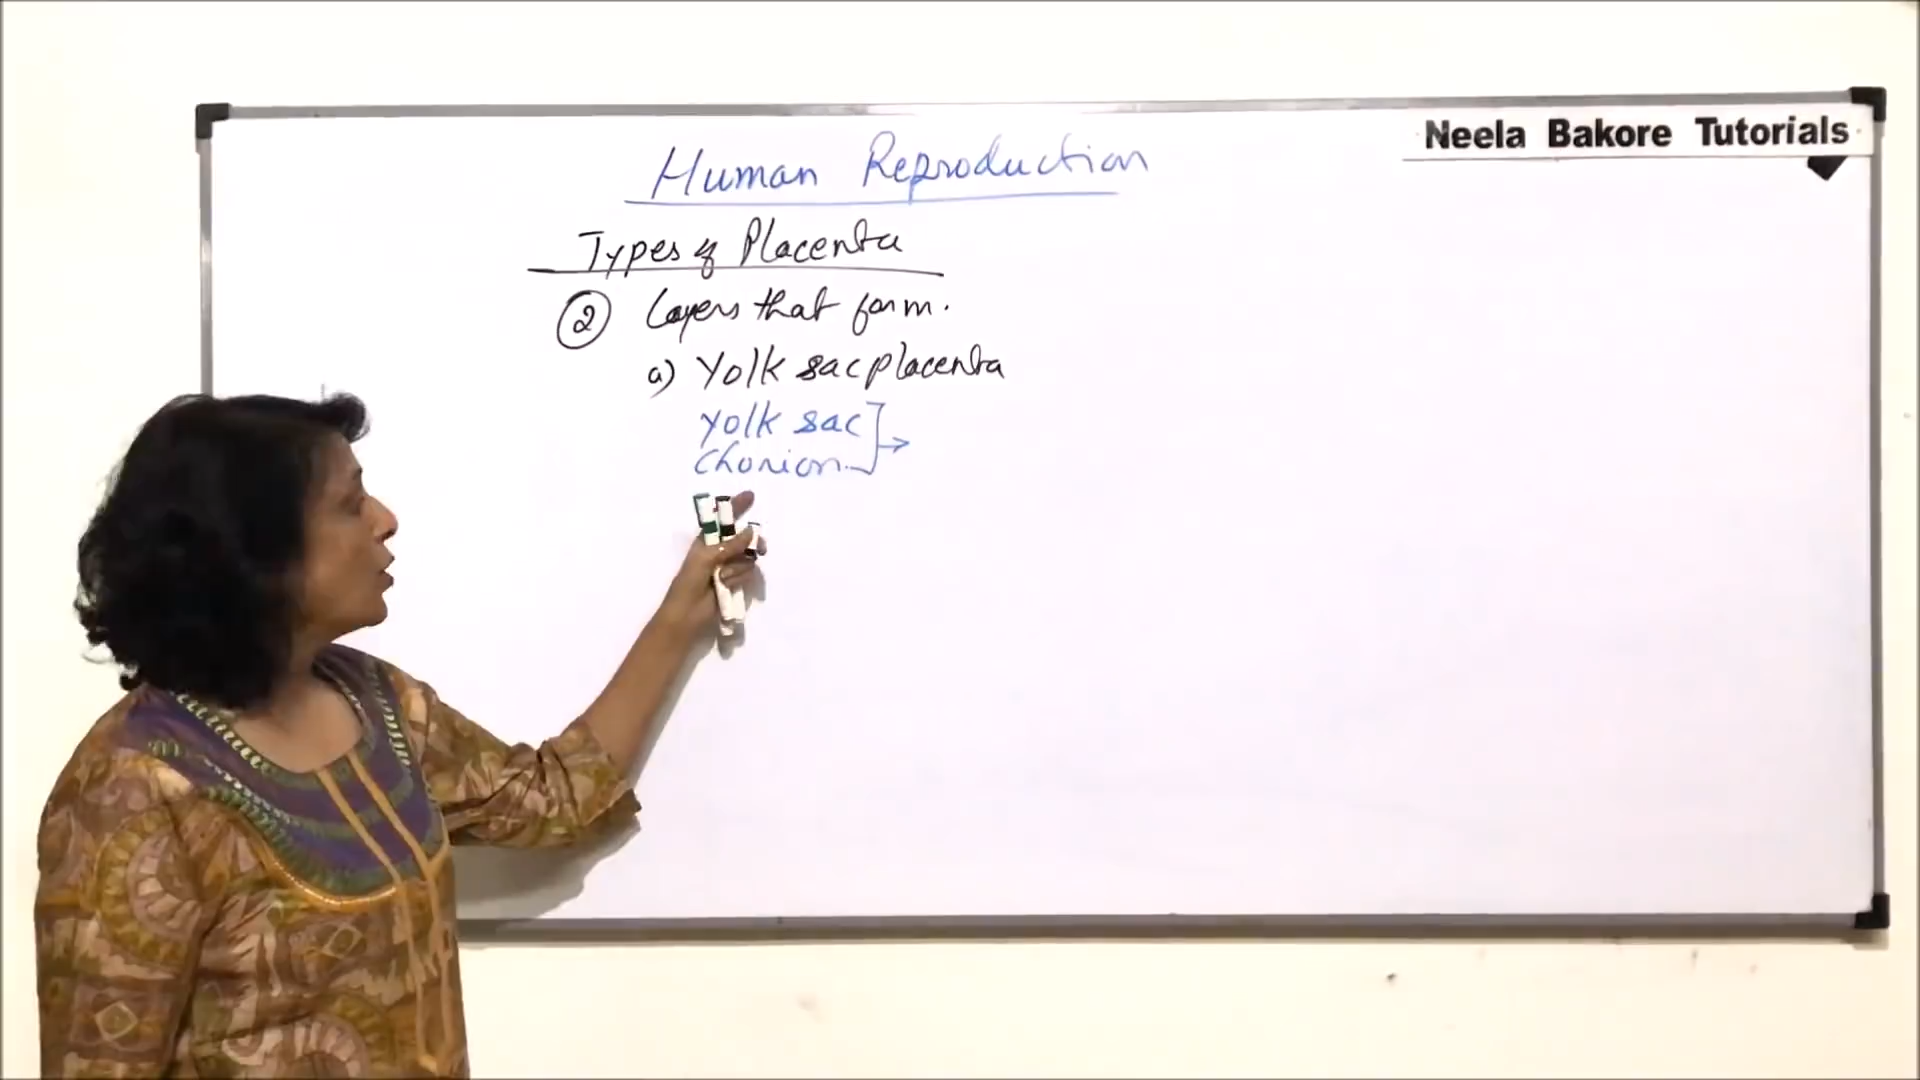 Neela Bakore Tutorials
Human Reproduction
Types of Placenta
② Layers that form.
a) Yolk sac placenta
Yolk sac
Chorion